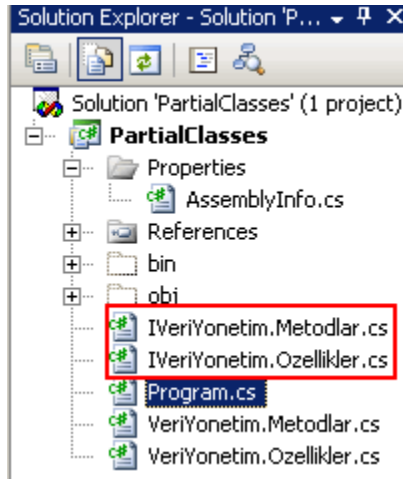 Solution Explorer - Solution 'P...
Solution 'PartialClasses' (1 project)
PartialClasses
Properties
AssemblyInfo.cs
References
bin
obj
IVeriYonetim.Metodlar.cs
IVeriYonetim.Ozellikler.cs
Program.cs
VeriYonetim.Metodlar.cs
VeriYonetim.Ozellikler.cs